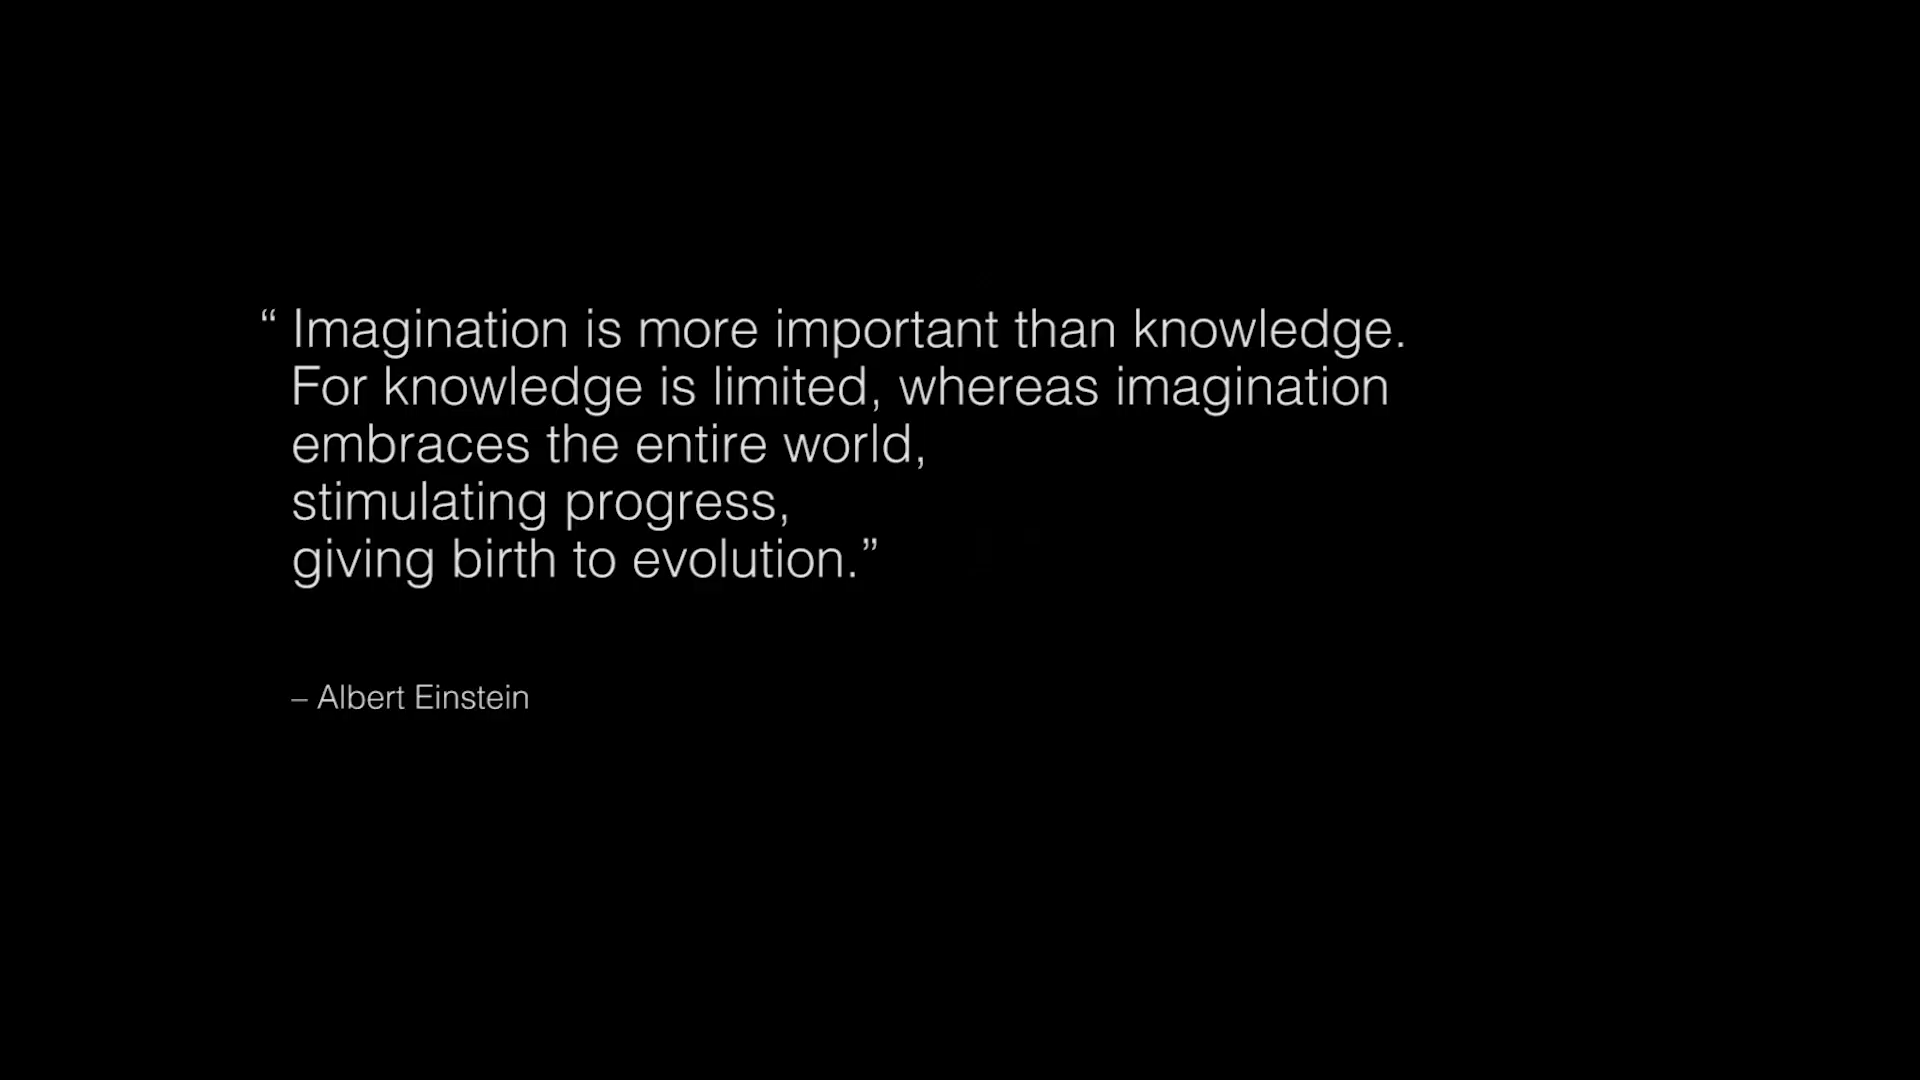 “ Imagination is more important than knowledge.
For knowledge is limited, whereas imagination
embraces the entire world,
stimulating progress,
giving birth to evolution.”
– Albert Einstein